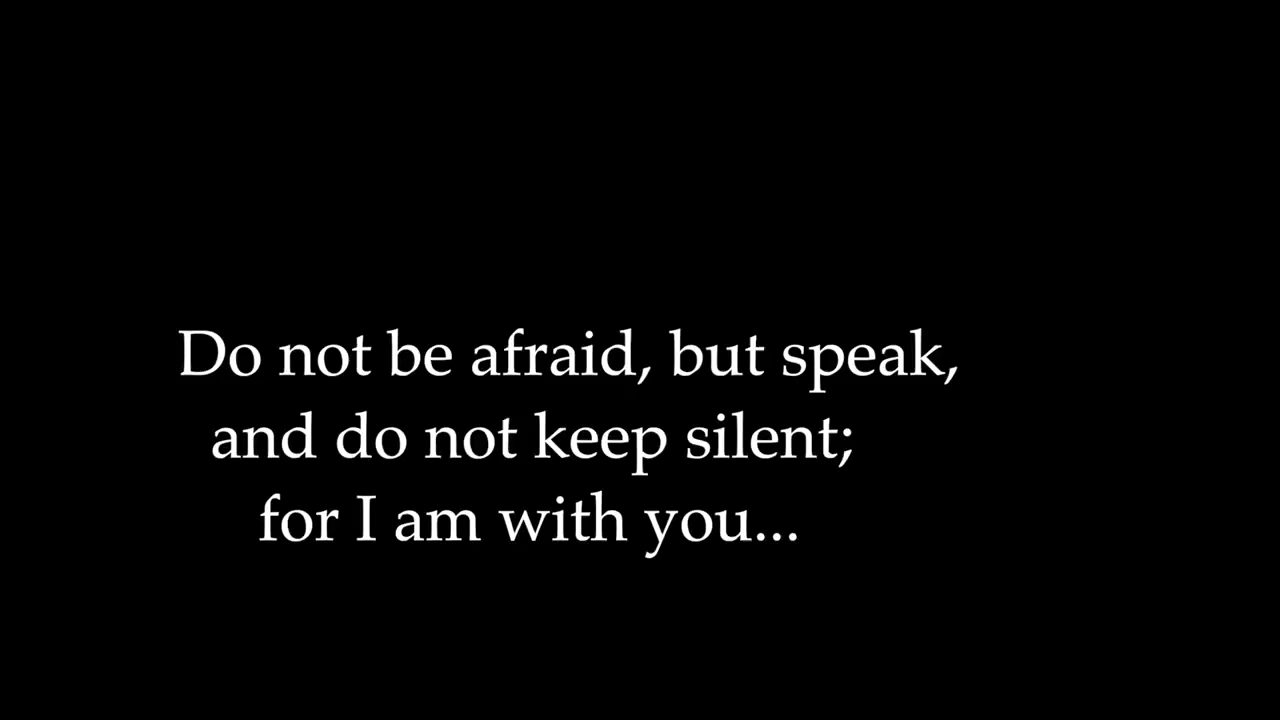 Do not be afraid, but speak,
and do not keep silent;
for I am with you...